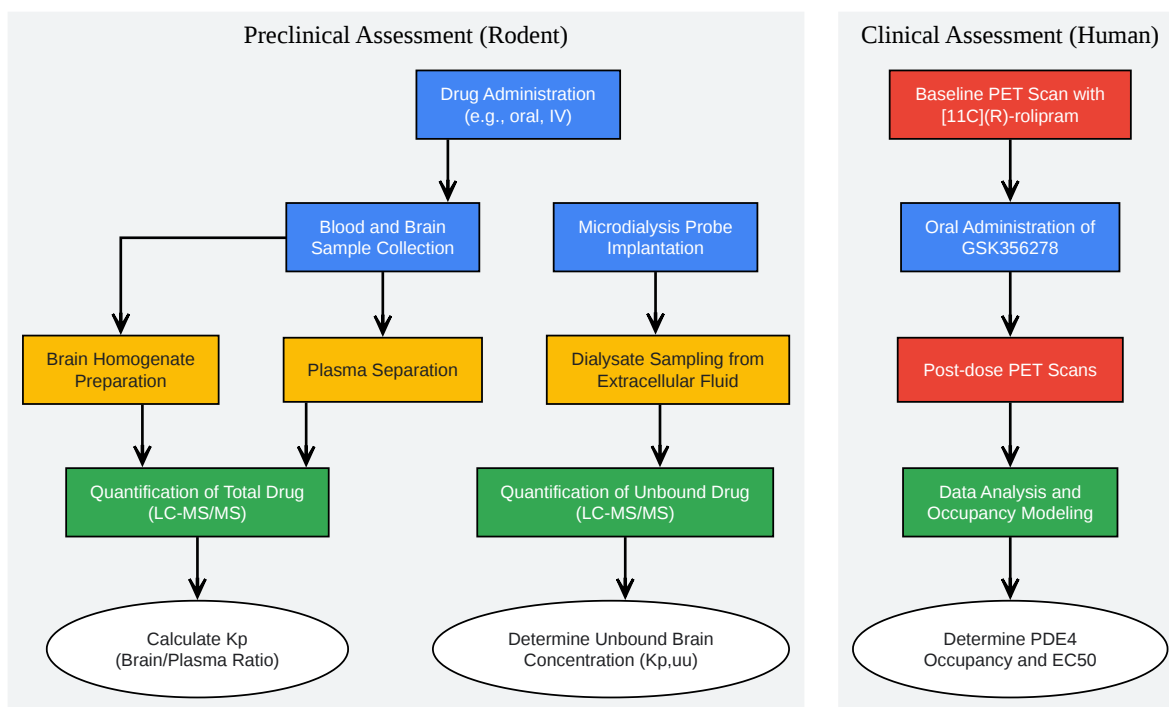 Preclinical Assessment (Rodent)
Drug Administration
(e.g., oral, IV)
Blood and Brain
Sample Collection
Microdialysis Probe
Implantation
Brain Homogenate
Preparation
Plasma Separation
Dialysate Sampling from
Extracellular Fluid
Quantification of Total Drug
(LC-MS/MS)
Quantification of Unbound Drug
(LC-MS/MS)
Calculate Kp
(Brain/Plasma Ratio)
Determine Unbound Brain
Concentration (Kp,uu)
Clinical Assessment (Human)
Baseline PET Scan with
[11C](R)-rolipram
Oral Administration of
GSK356278
Post-dose PET Scans
Data Analysis and
Occupancy Modeling
Determine PDE4
Occupancy and EC50